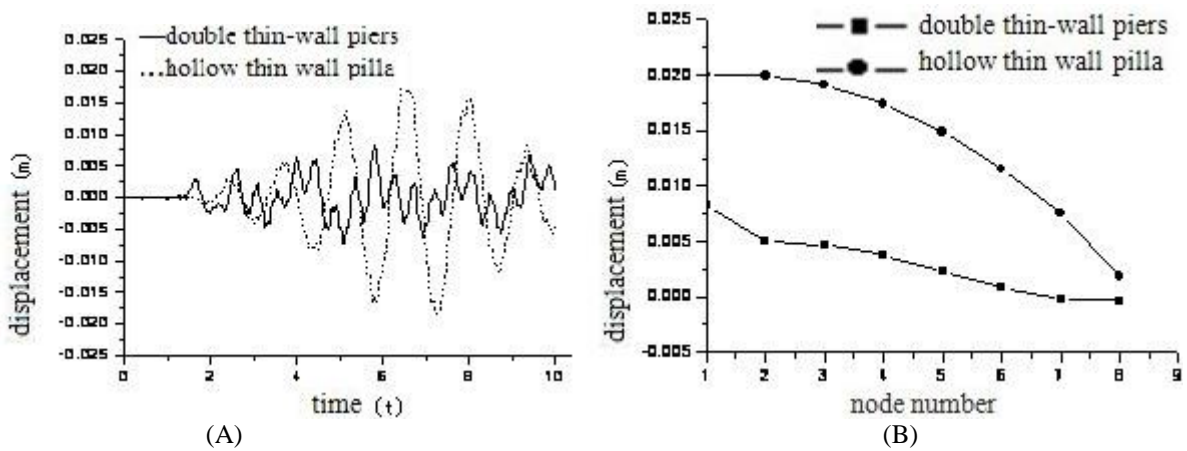 double thin-wall piers
hollow thin wall pilla
0.025
0.020
0.015
0.010
0.005
0.000
-0.005
-0.010
-0.015
-0.020
-0.025
displacement (m)
0 2 4 6 8 10
time (t)
(A)
double thin-wall piers
hollow thin wall pilla
0.025
0.020
0.015
0.010
0.005
0.000
-0.005
displacement (m)
1 2 3 4 5 6 7 8 9
node number
(B)